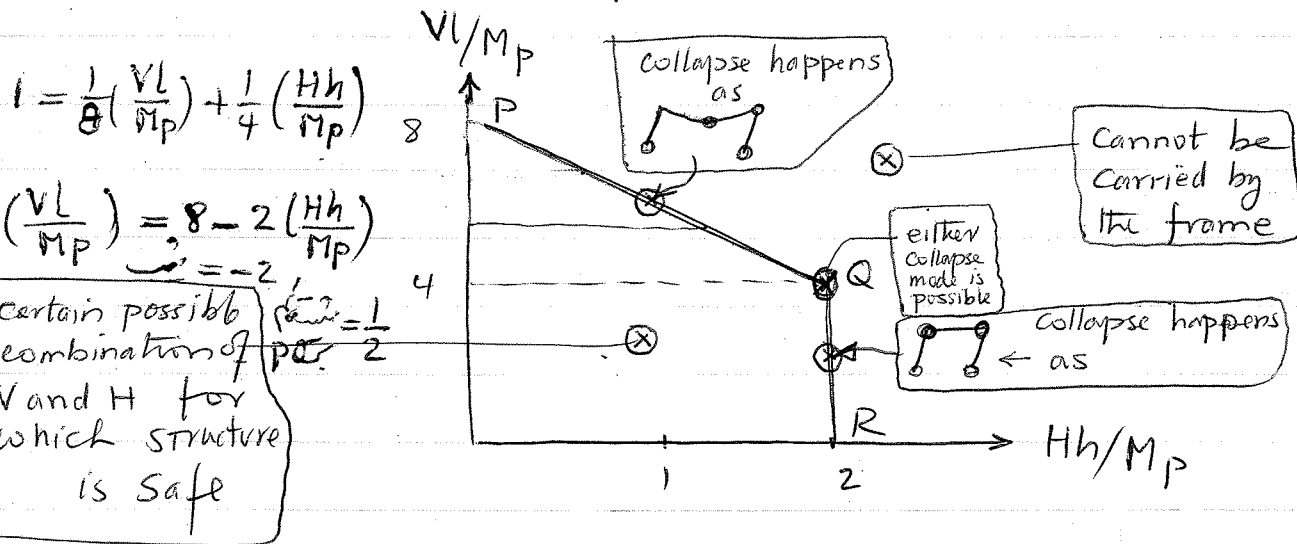 Vl/Mp
1 = 1/8 (Vl/Mp) + 1/4 (Hh/Mp)
8
P
collapse happens
as
Cannot be
carried by
the frame
(Vl/Mp) = 8 - 2 (Hh/Mp)
= -2
= 1/2
4
Q
either
collapse
mode is
possible
certain possible
combination of
V and H for
which structure
is safe
collapse happens
← as
R
1
2
Hh/Mp